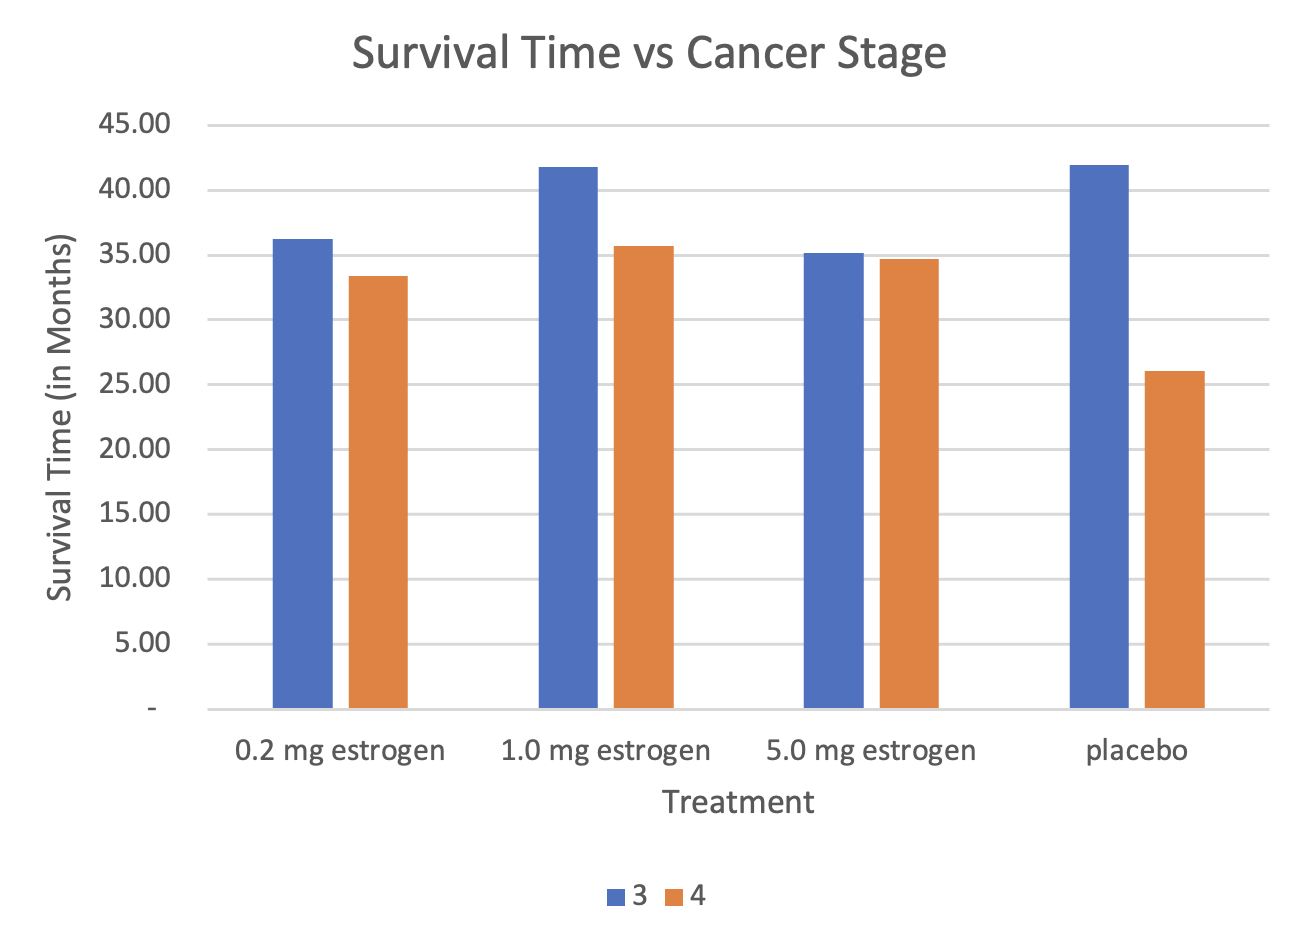 Survival Time vs Cancer Stage
Survival Time (in Months)
45.00
40.00
35.00
30.00
25.00
20.00
15.00
10.00
5.00
-
0.2 mg estrogen 1.0 mg estrogen 5.0 mg estrogen placebo
Treatment
3 4